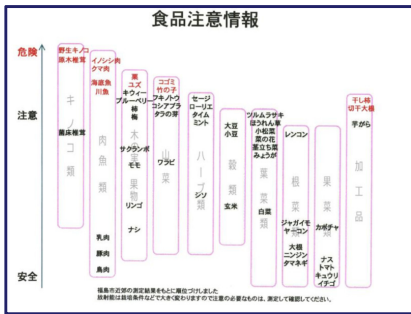 食品注意情報
危険
注意
安全
野生キノコ
原木椎茸
菌床椎茸
キノコ類
イノシシ肉
クマ肉
海底魚
川魚
肉魚類
乳肉
豚肉
鳥肉
栗
ユズ
キウィー
ブルーベリー
柿
梅
サクランボ
モモ
リンゴ
ナシ
木の実・果物
コゴミ
竹の子
フキノトウ
コシアブラ
タラの芽
ワラビ
山菜
セージ
ローリエ
タイム
ミント
シソ
ハーブ類
大豆
小豆
玄米
穀類
ツルムラサキ
ほうれん草
小松菜
菜の花
茎立ち菜
みょうが
白菜
葉菜類
レンコン
ジャガイモ
ヤーコン
大根
ニンジン
タマネギ
根菜類
カボチャ
ナス
トマト
キュウリ
イチゴ
果菜類
干し柿
切干大根
芋がら
加工品
福島市近郊の測定結果をもとに順位づけしました
放射能は栽培条件などで大きく変わりますので注意の必要なものは、測定して確認してください。